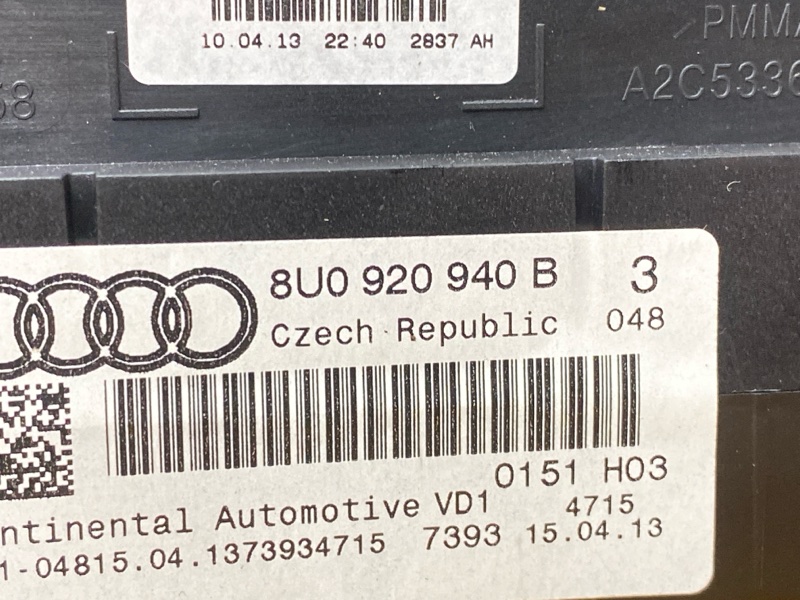 10.04.13 22:40 2837 AH
PMMA
A2C5336
58
8U0 920 940 B 3
Czech Republic 048
0151 H03
ntinental Automotive VD1 4715
1-04815.04.1373934715 7393 15.04.13